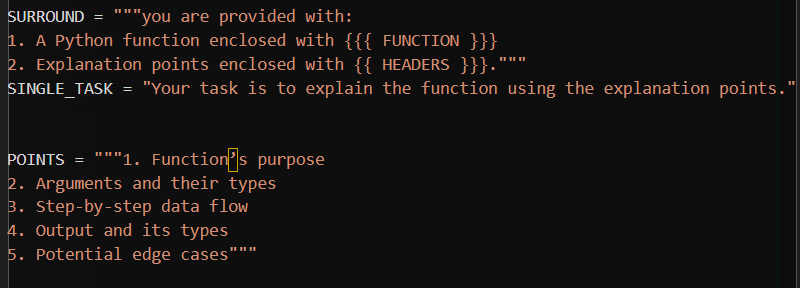 SURROUND = """you are provided with:
1. A Python function enclosed with {{{ FUNCTION }}}
2. Explanation points enclosed with {{ HEADERS }}}."""
SINGLE_TASK = "Your task is to explain the function using the explanation points."
POINTS = """1. Function’s purpose
2. Arguments and their types
3. Step-by-step data flow
4. Output and its types
5. Potential edge cases"""